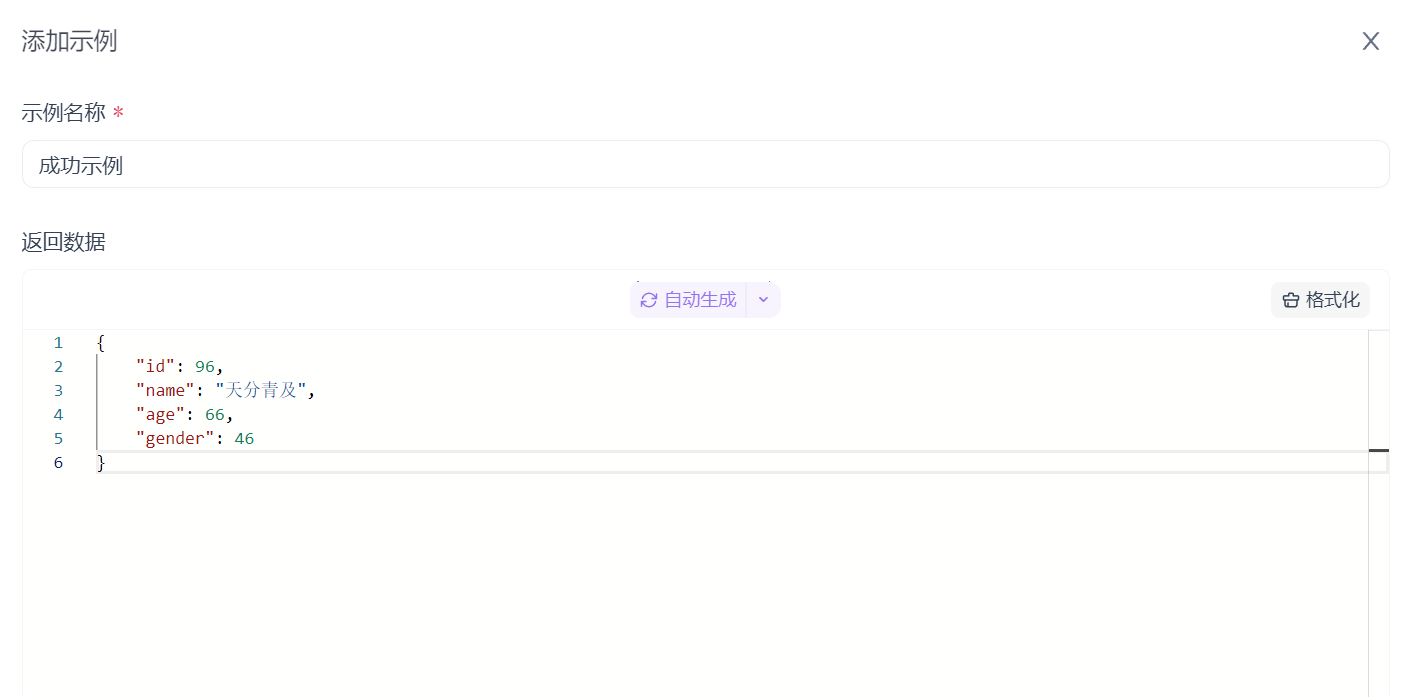 添加示例
示例名称 *
成功示例
返回数据
自动生成
格式化
1 {
2 "id": 96,
3 "name": "天分青及",
4 "age": 66,
5 "gender": 46
6 }